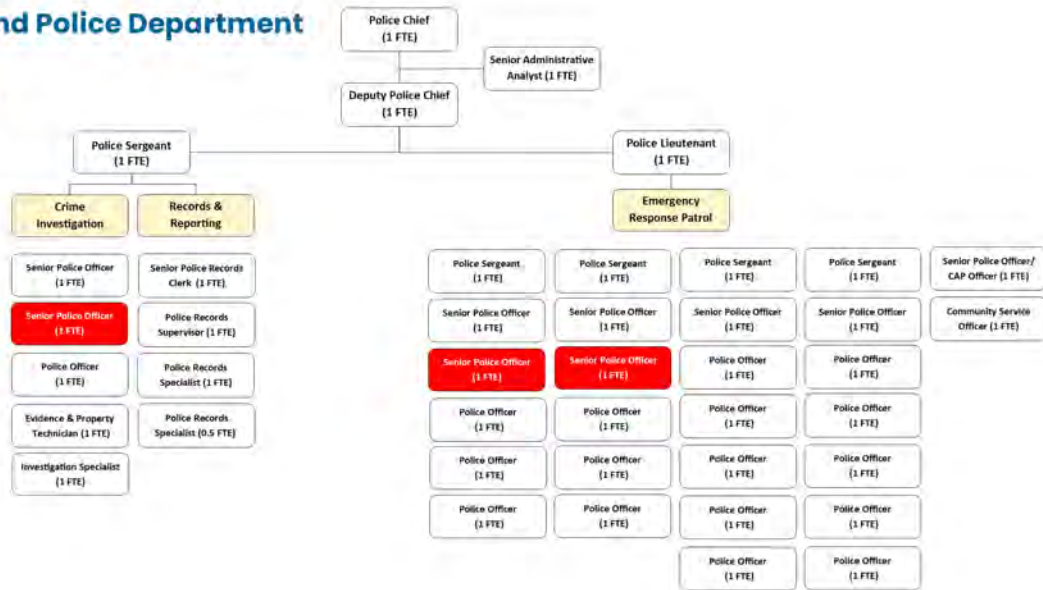 nd Police Department
Police Chief
(1 FTE)
Senior Administrative
Analyst (1 FTE)
Deputy Police Chief
(1 FTE)
Police Sergeant
(1 FTE)
Police Lieutenant
(1 FTE)
Crime
Investigation
Records &
Reporting
Emergency
Response Patrol
Senior Police Officer
(1 FTE)
Senior Police Officer
(1 FTE)
Police Officer
(1 FTE)
Evidence & Property
Technician (1 FTE)
Investigation Specialist
(1 FTE)
Senior Police Records
Clerk (1 FTE)
Police Records
Supervisor (1 FTE)
Police Records
Specialist (1 FTE)
Police Records
Specialist (0.5 FTE)
Police Sergeant
(1 FTE)
Senior Police Officer
(1 FTE)
Senior Police Officer
(1 FTE)
Police Officer
(1 FTE)
Police Officer
(1 FTE)
Police Officer
(1 FTE)
Police Sergeant
(1 FTE)
Senior Police Officer
(1 FTE)
Senior Police Officer
(1 FTE)
Police Officer
(1 FTE)
Police Officer
(1 FTE)
Police Officer
(1 FTE)
Police Sergeant
(1 FTE)
Senior Police Officer
(1 FTE)
Police Officer
(1 FTE)
Police Officer
(1 FTE)
Police Officer
(1 FTE)
Police Officer
(1 FTE)
Police Officer
(1 FTE)
Police Sergeant
(1 FTE)
Senior Police Officer
(1 FTE)
Police Officer
(1 FTE)
Police Officer
(1 FTE)
Police Officer
(1 FTE)
Police Officer
(1 FTE)
Police Officer
(1 FTE)
Senior Police Officer/
CAP Officer (1 FTE)
Community Service
Officer (1 FTE)